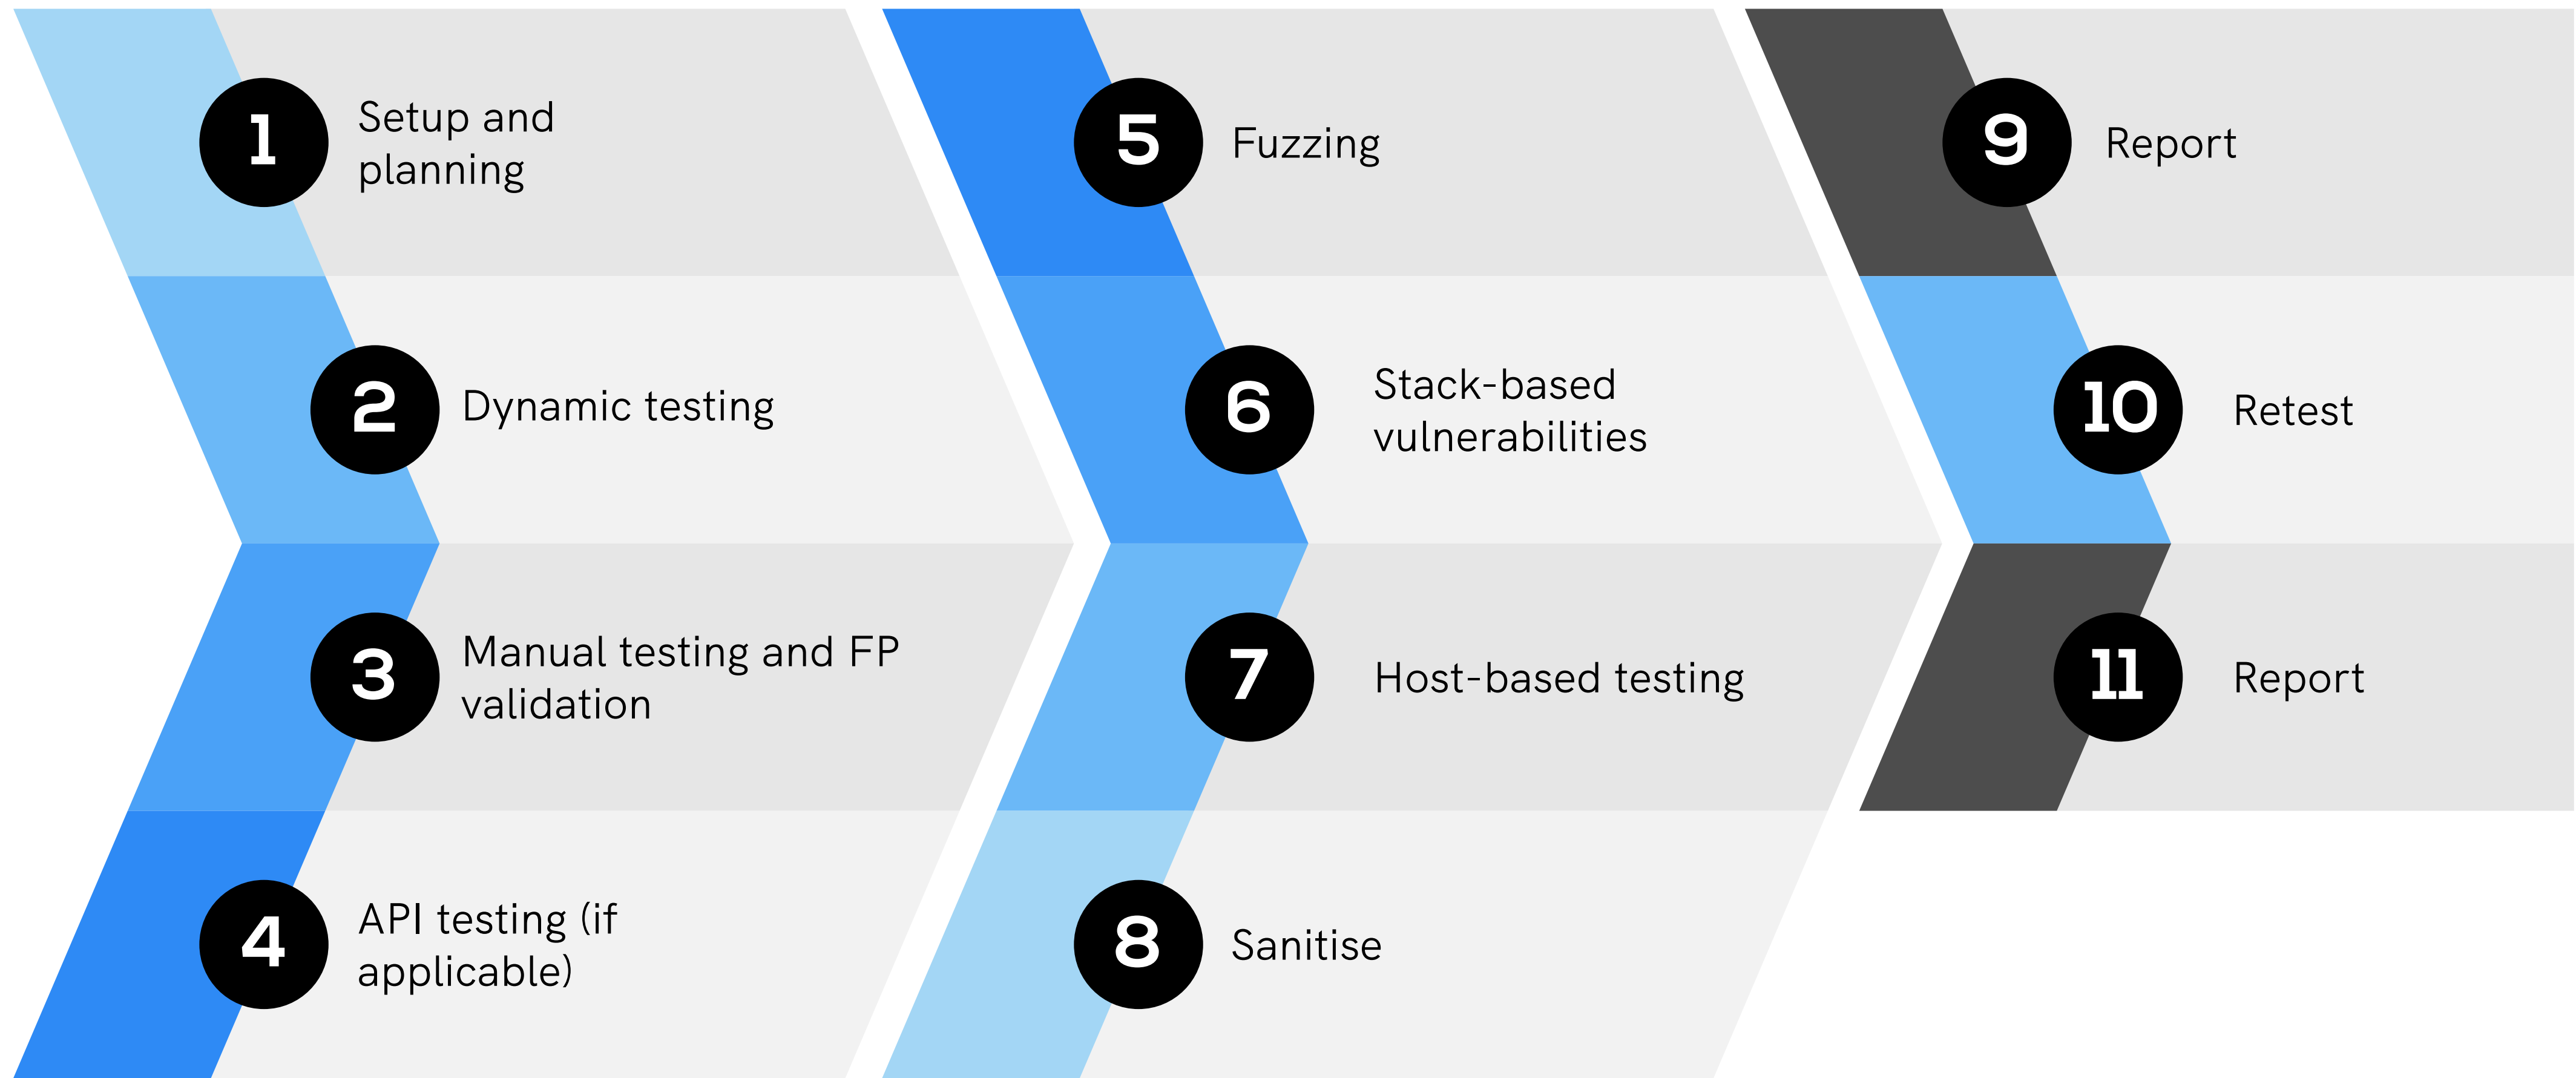 1
Setup and
planning
2
Dynamic testing
3
Manual testing and FP
validation
4
API testing (if
applicable)
5
Fuzzing
6
Stack-based
vulnerabilities
7
Host-based testing
8
Sanitise
9
Report
10
Retest
11
Report